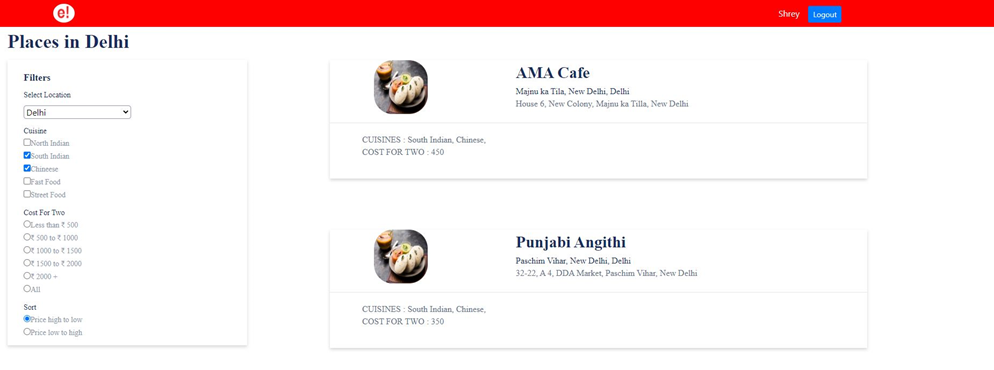 e!
Shrey
Logout
Places in Delhi
Filters
Select Location
Delhi
Cuisine
North Indian
South Indian
Chineese
Fast Food
Street Food
Cost For Two
Less than ₹ 500
₹ 500 to ₹ 1000
₹ 1000 to ₹ 1500
₹ 1500 to ₹ 2000
₹ 2000 +
All
Sort
Price high to low
Price low to high
AMA Cafe
Majnu ka Tila, New Delhi, Delhi
House 6, New Colony, Majnu ka Tilla, New Delhi
CUISINES : South Indian, Chinese,
COST FOR TWO : 450
Punjabi Angithi
Paschim Vihar, New Delhi, Delhi
32-22, A 4, DDA Market, Paschim Vihar, New Delhi
CUISINES : South Indian, Chinese,
COST FOR TWO : 350